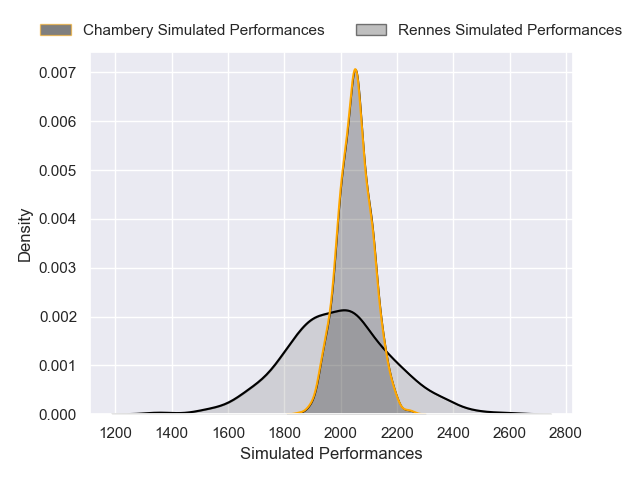 Chambery Simulated Performances
Rennes Simulated Performances
0.007
0.006
0.005
0.004
0.003
0.002
0.001
0.000
Density
1200 1400 1600 1800 2000 2200 2400 2600 2800
Simulated Performances